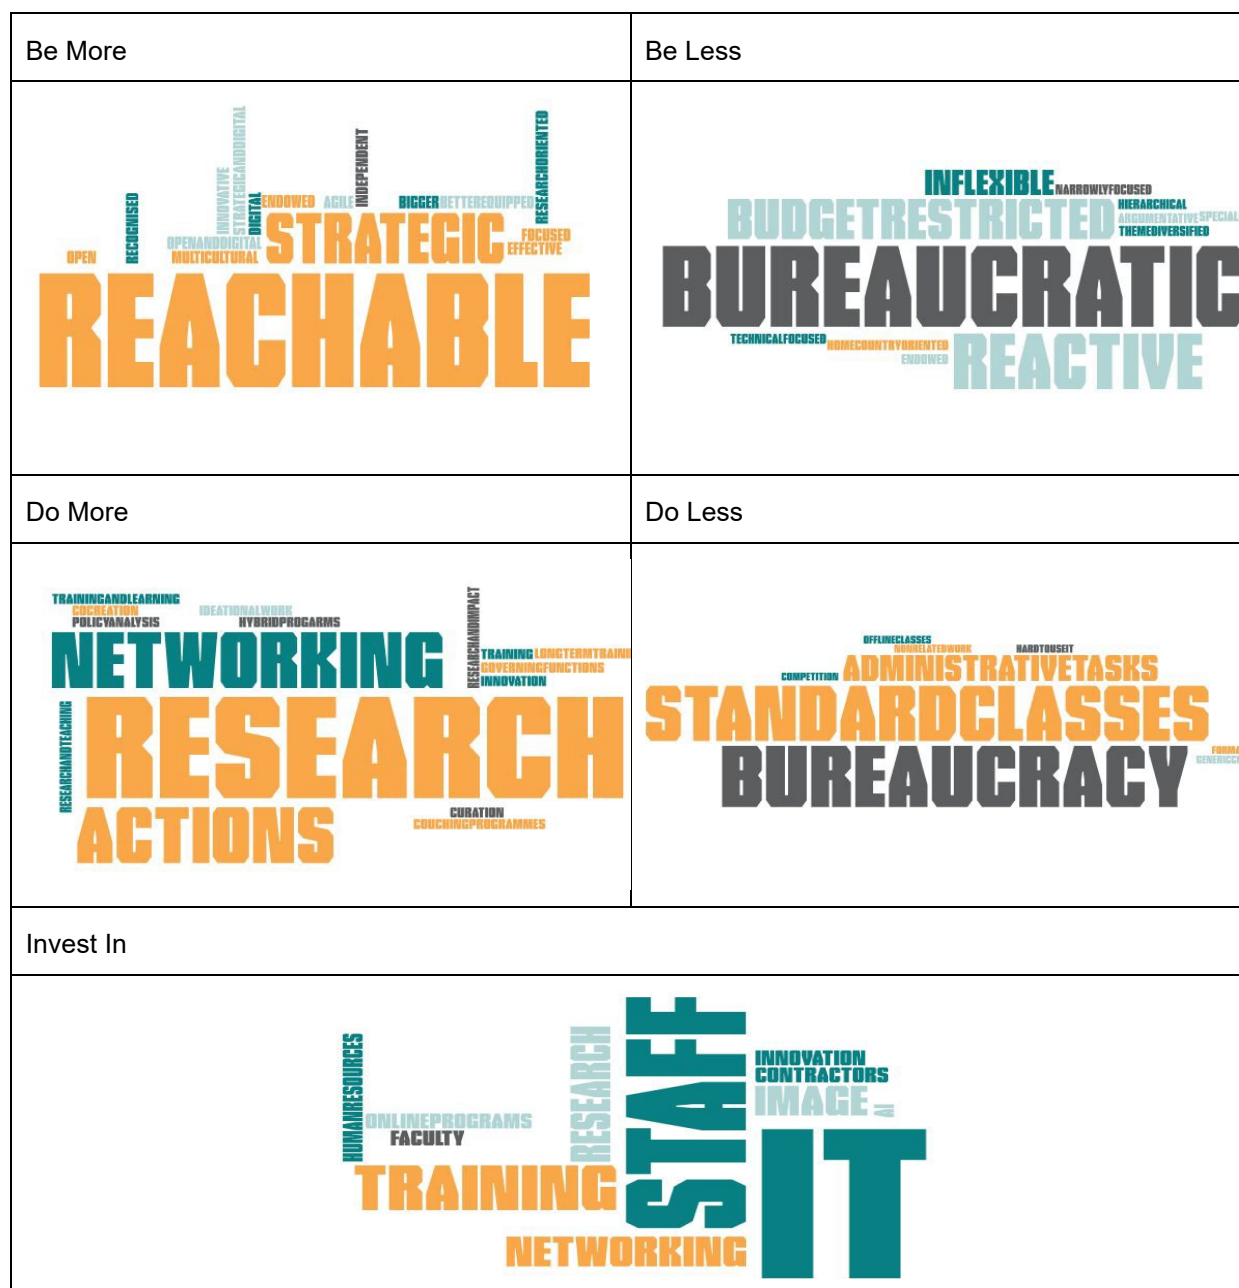 Be More
Be Less
RECOGNISED
INNOVATIVE
STRATEGICANDDIGITAL
DIGITAL
ENDOWED
AGILE
INDEPENDENT
BIGGER
BETTEREQUIPPED
RESEARCHORIENTED
OPEN
OPENANDDIGITAL
MULTICULTURAL
STRATEGIC
FOCUSED
EFFECTIVE
REACHABLE
INFLEXIBLE
NARROWLYFOCUSED
BUDGETRESTRICTED
HIERARCHICAL
ARGUMENTATIVE
SPECIAL
THEMEDIVERSIFIED
BUREAUCRATIC
TECHNICALFOCUSED
HOMECOUNTRYORIENTED
ENDOWED
REACTIVE
Do More
Do Less
TRAININGANDLEARNING
COCREATION
IDEATIONALWORK
POLICYANALYSIS
HYBRIDPROGARMS
NETWORKING
RESEARCHANDIMPACT
TRAINING
LONGTERMTRAINI
GOVERNINGFUNCTIONS
INNOVATION
RESEARCHANDTEACHING
RESEARCH
ACTIONS
CURATION
COUCHINGPROGRAMMES
OFFLINECLASSES
NONRELATEDWORK
HARDTOUSEIT
COMPETITION
ADMINISTRATIVETASKS
STANDARDCLASSES
BUREAUCRACY
FORMA
Invest In
HUMANRESOURCES
ONLINEPROGRAMS
FACULTY
RESEARCH
STAFF
INNOVATION
CONTRACTORS
IMAGE
AI
TRAINING
NETWORKING
IT